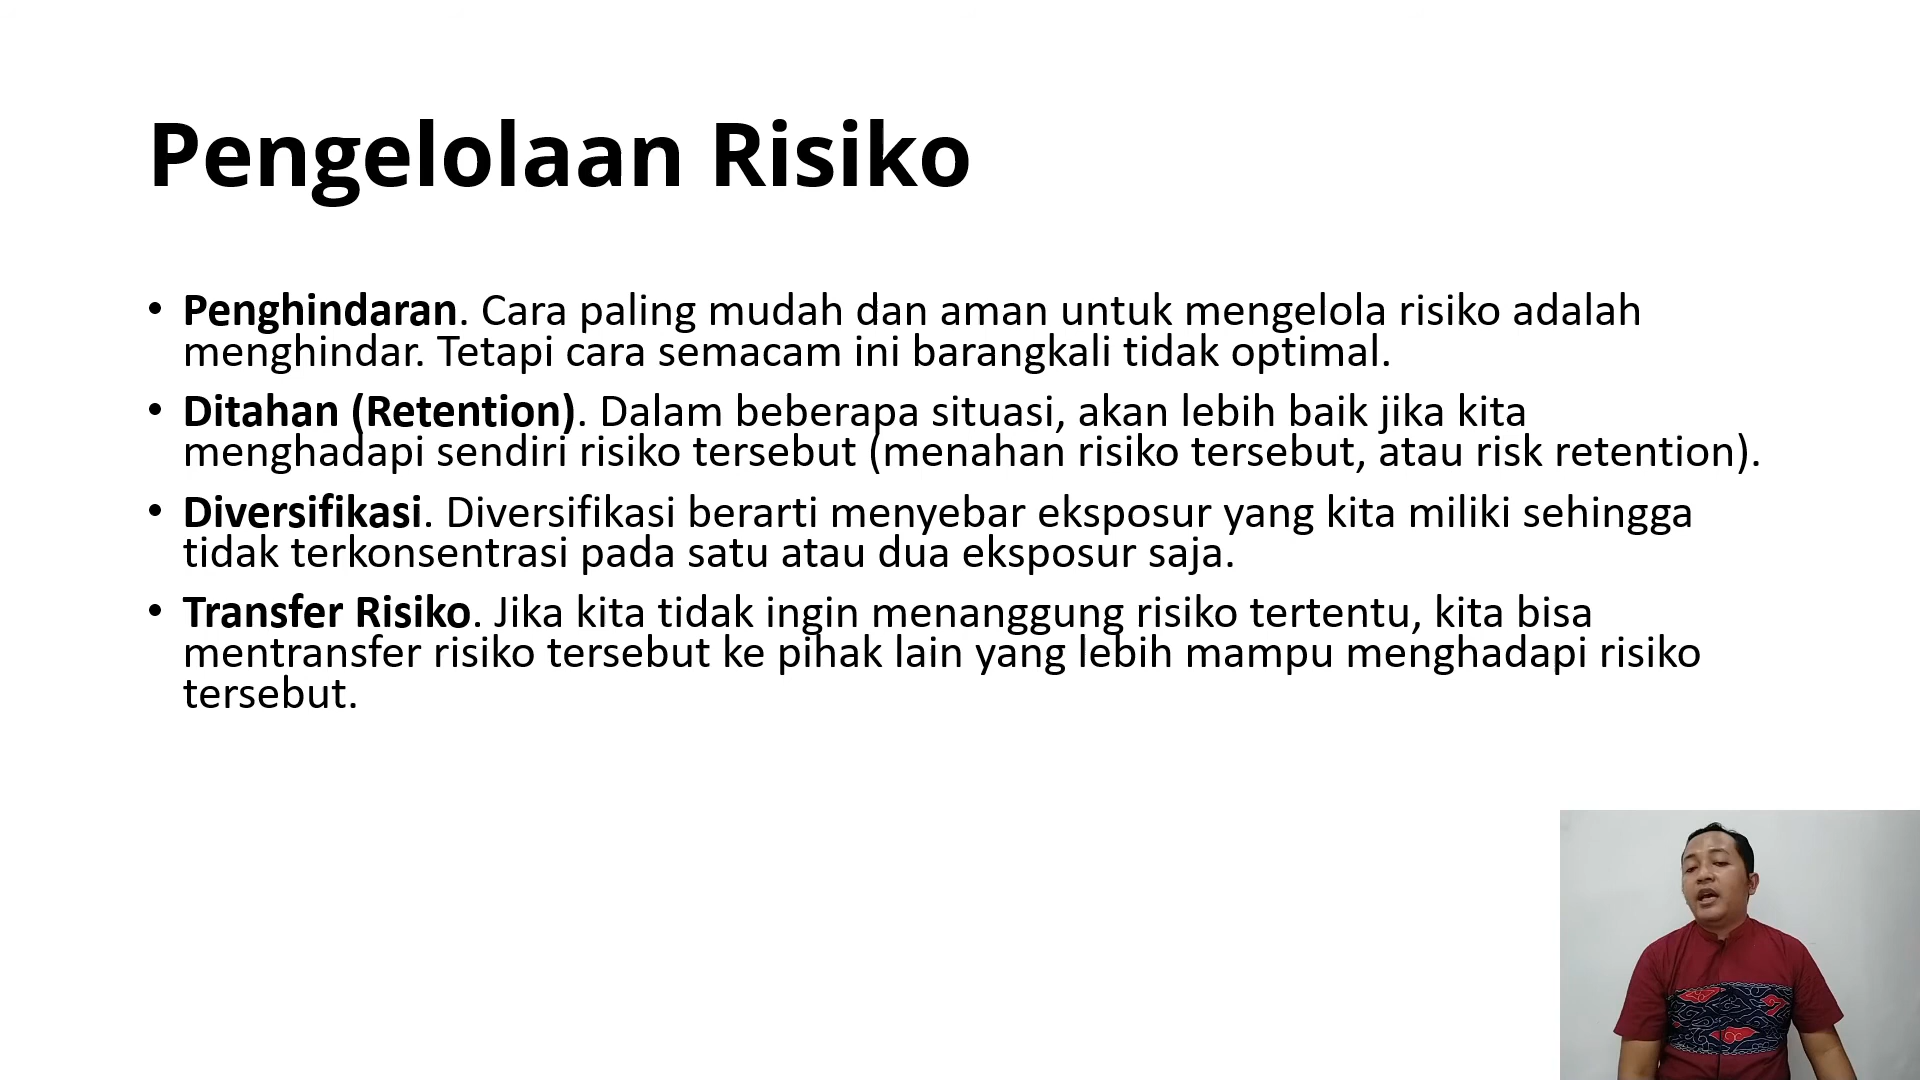 Pengelolaan Risiko
• Penghindaran. Cara paling mudah dan aman untuk mengelola risiko adalah
menghindar. Tetapi cara semacam ini barangkali tidak optimal.
• Ditahan (Retention). Dalam beberapa situasi, akan lebih baik jika kita
menghadapi sendiri risiko tersebut (menahan risiko tersebut, atau risk retention).
• Diversifikasi. Diversifikasi berarti menyebar eksposur yang kita miliki sehingga
tidak terkonsentrasi pada satu atau dua eksposur saja.
• Transfer Risiko. Jika kita tidak ingin menanggung risiko tertentu, kita bisa
mentransfer risiko tersebut ke pihak lain yang lebih mampu menghadapi risiko
tersebut.